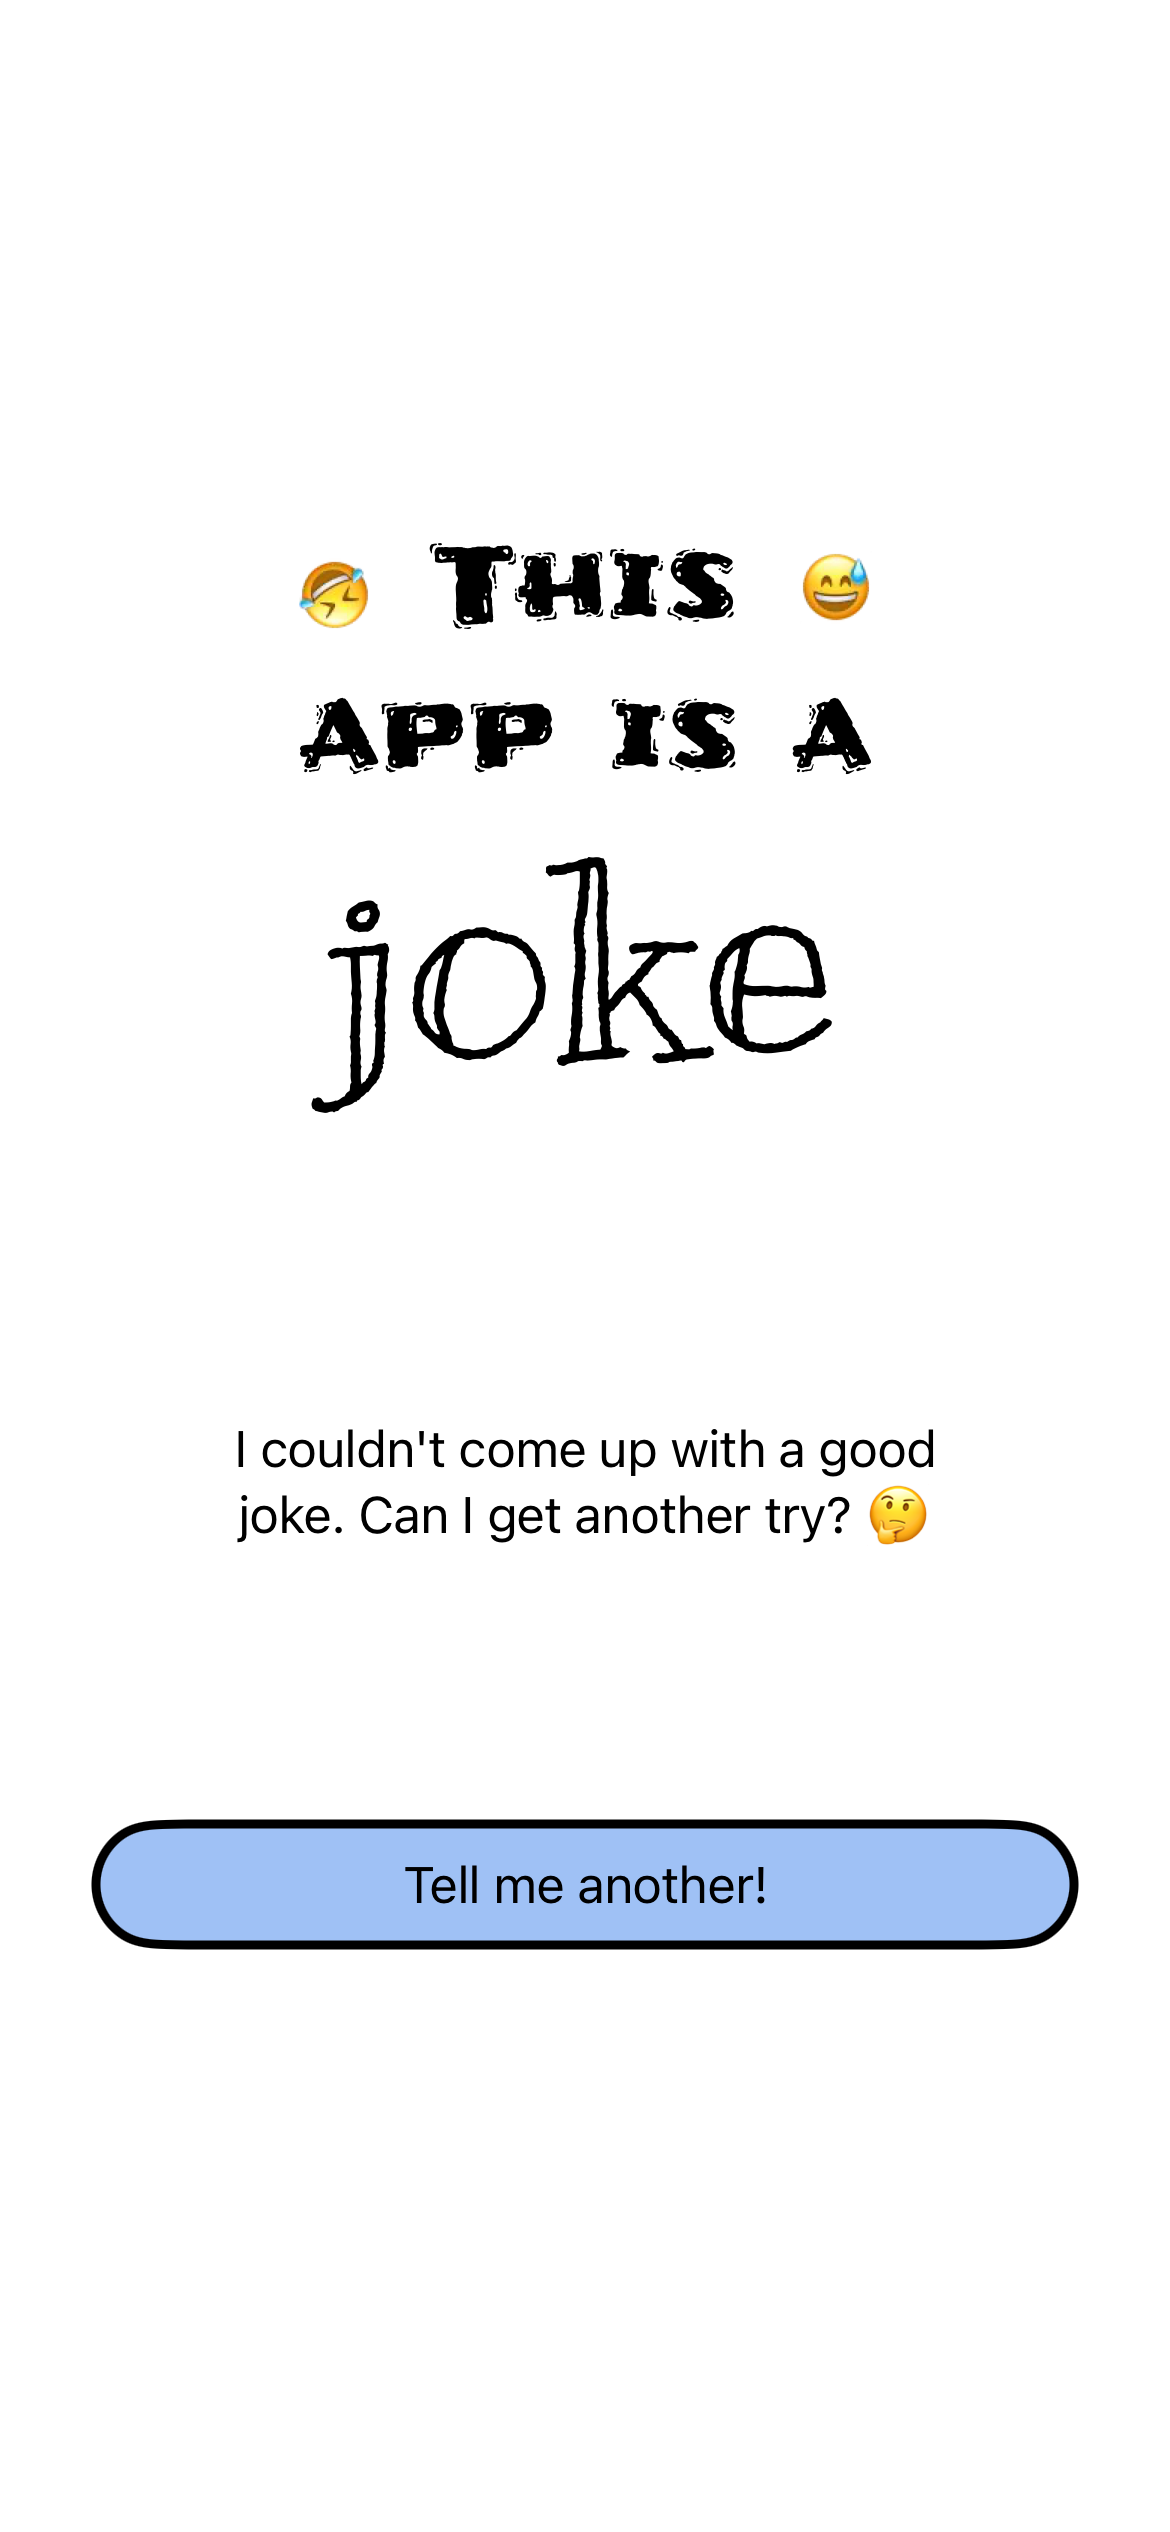 🤣 This 😅
app is a
joke
I couldn't come up with a good
joke. Can I get another try? 🤔
Tell me another!